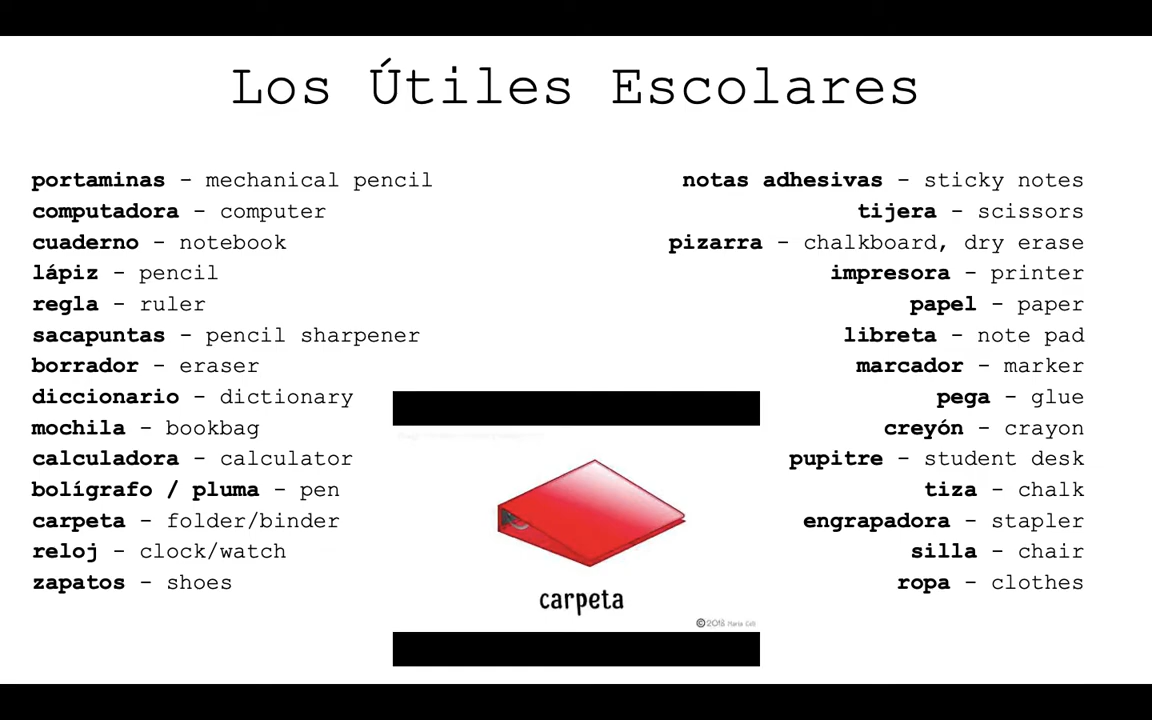 Los Útiles Escolares
portaminas - mechanical pencil
computadora - computer
cuaderno - notebook
lápiz - pencil
regla - ruler
sacapuntas - pencil sharpener
borrador - eraser
diccionario - dictionary
mochila - bookbag
calculadora - calculator
bolígrafo / pluma - pen
carpeta - folder/binder
reloj - clock/watch
zapatos - shoes
notas adhesivas - sticky notes
tijera - scissors
pizarra - chalkboard, dry erase
impresora - printer
papel - paper
libreta - note pad
marcador - marker
pega - glue
creyón - crayon
pupitre - student desk
tiza - chalk
engrapadora - stapler
silla - chair
ropa - clothes
carpeta
©2018 Maria Celi